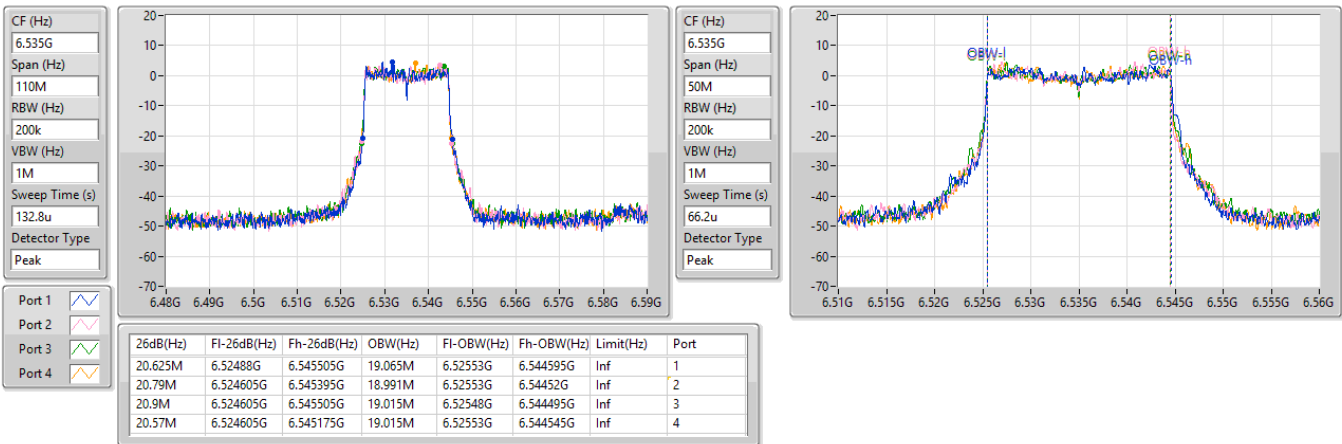 CF (Hz)
6.535G
Span (Hz)
110M
RBW (Hz)
200k
VBW (Hz)
1M
Sweep Time (s)
132.8u
Detector Type
Peak
20
10
0
-10
-20
-30
-40
-50
-60
-70
6.48G 6.49G 6.5G 6.51G 6.52G 6.53G 6.54G 6.55G 6.56G 6.57G 6.58G 6.59G
CF (Hz)
6.535G
Span (Hz)
50M
RBW (Hz)
200k
VBW (Hz)
1M
Sweep Time (s)
66.2u
Detector Type
Peak
20
10
0
-10
-20
-30
-40
-50
-60
-70
OBW-l OBW-h
OBW-h
6.51G 6.515G 6.52G 6.525G 6.53G 6.535G 6.54G 6.545G 6.55G 6.555G 6.56G
Port 1
Port 2
Port 3
Port 4
26dB(Hz) Fl-26dB(Hz) Fh-26dB(Hz) OBW(Hz) Fl-OBW(Hz) Fh-OBW(Hz) Limit(Hz) Port
20.625M 6.52488G 6.545505G 19.065M 6.52553G 6.544595G Inf 1
20.79M 6.524605G 6.545395G 18.991M 6.52553G 6.54452G Inf 2
20.9M 6.524605G 6.545505G 19.015M 6.52548G 6.544495G Inf 3
20.57M 6.524605G 6.545175G 19.015M 6.52553G 6.544545G Inf 4